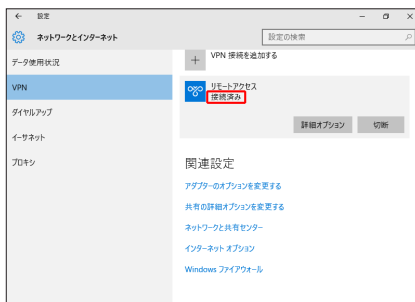 設定
ネットワークとインターネット
設定の検索
データ使用状況
VPN
ダイヤルアップ
イーサネット
プロキシ
VPN 接続を追加する
リモートアクセス
接続済み
詳細オプション
切断
関連設定
アダプターのオプションを変更する
共有の詳細オプションを変更する
ネットワークと共有センター
インターネット オプション
Windows ファイアウォール